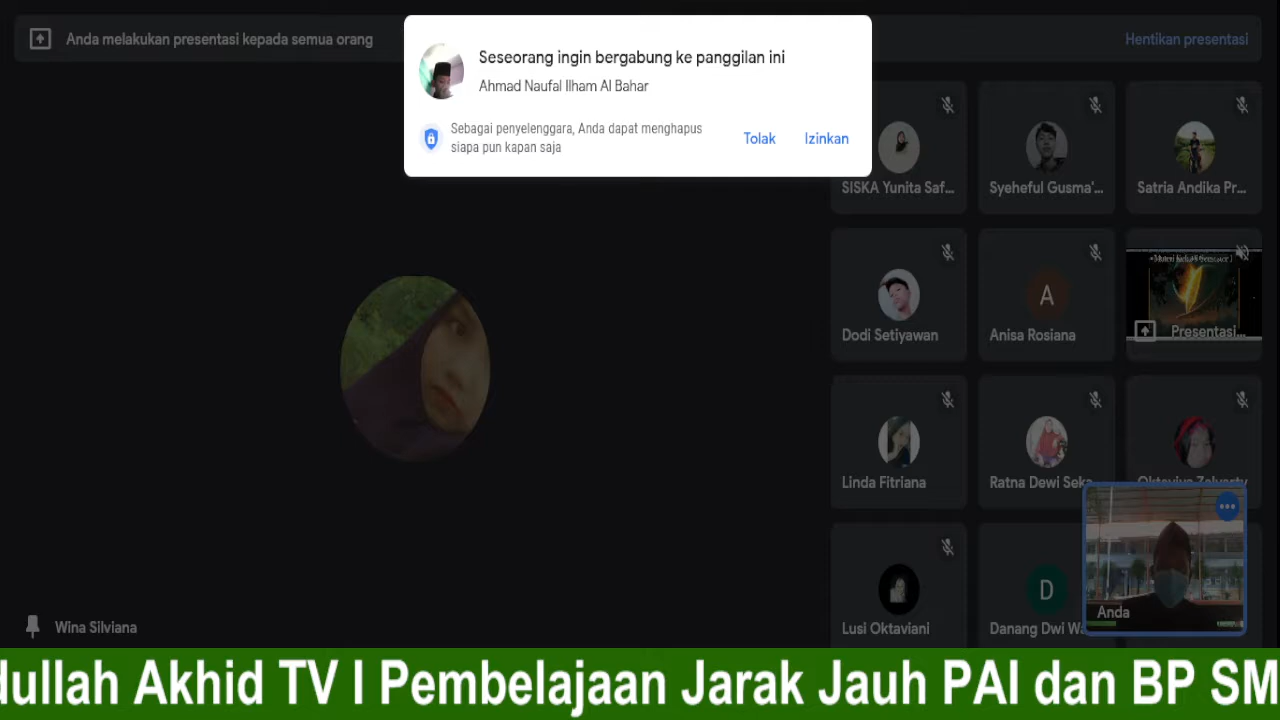 Anda melakukan presentasi kepada semua orang
Seseorang ingin bergabung ke panggilan ini
Ahmad Naufal Ilham Al Bahar
Sebagai penyelenggara, Anda dapat menghapus
siapa pun kapan saja
Tolak
Izinkan
Hentikan presentasi
SISKA Yunita Saf...
Syeheful Gusma'...
Satria Andika Pr...
Dodi Setiyawan
A
Anisa Rosiana
Presentasi...
Linda Fitriana
Ratna Dewi Seka
Lusi Oktaviani
D
Danang Dwi Wa
Anda
Wina Silviana
dullah Akhid TV I Pembelajaan Jarak Jauh PAI dan BP SM